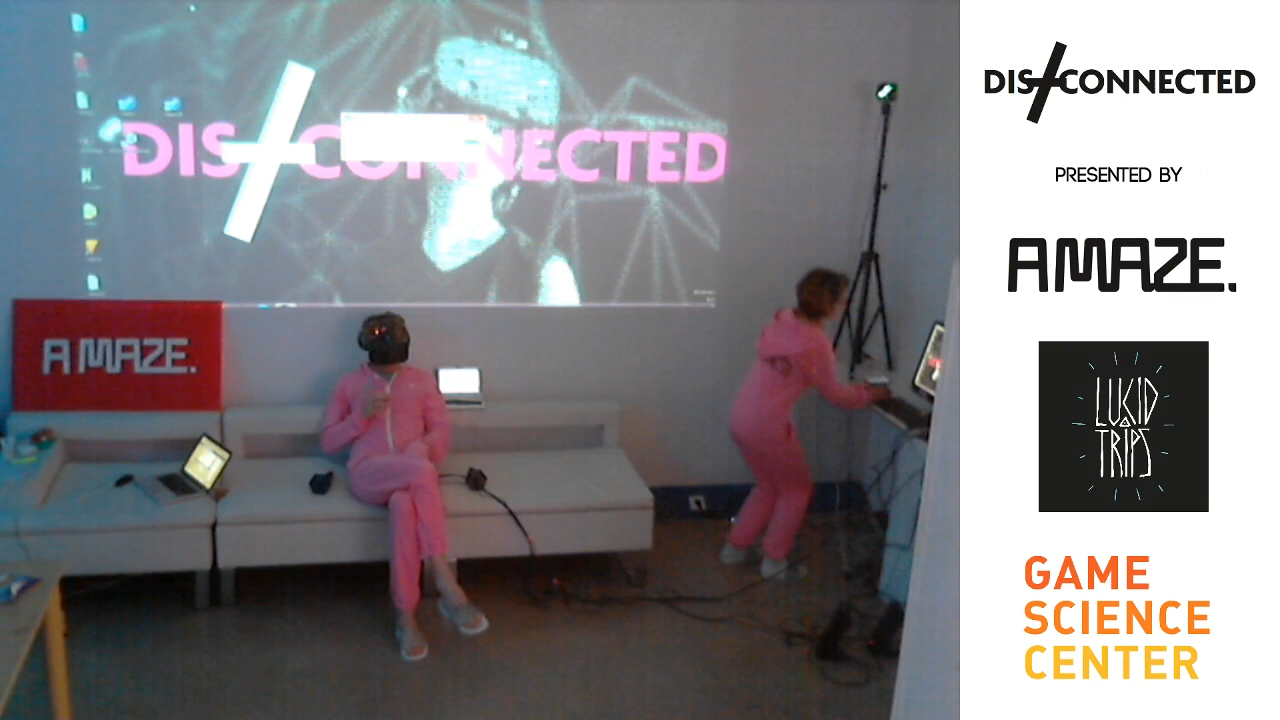 DIS/CONNECTED
A MAZE.
DIS/CONNECTED
PRESENTED BY
A MAZE.
LUCID
TRIPS
GAME
SCIENCE
CENTER